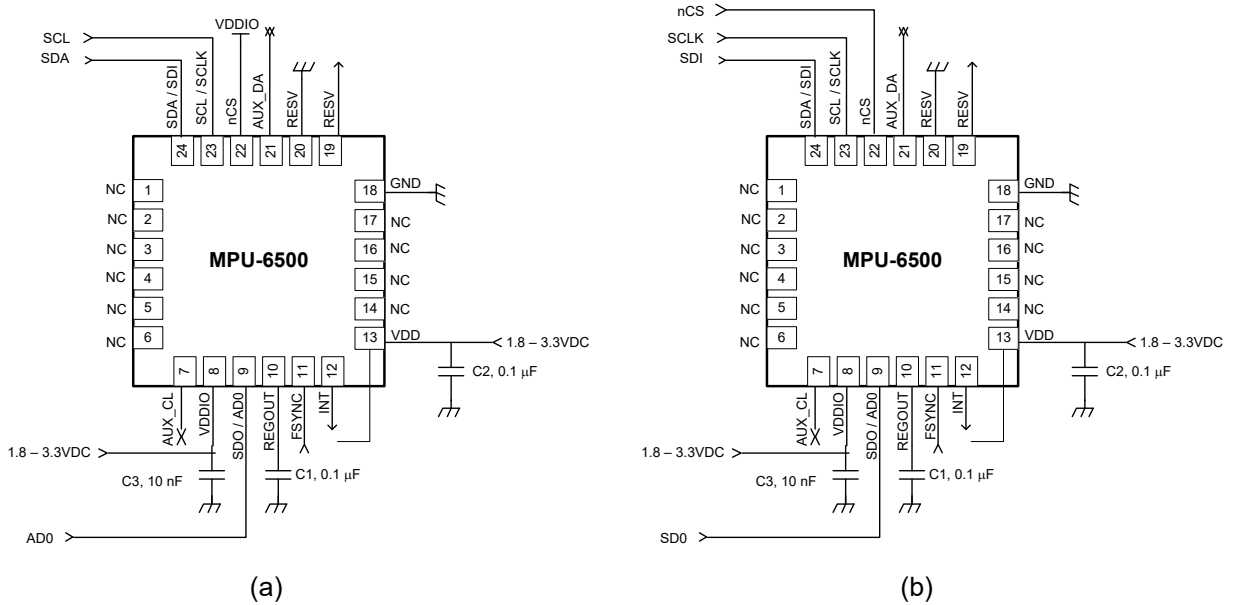 SCL
SDA
VDDIO
SDA / SDI
SCL / SCLK
nCS
AUX_DA
RESV
RESV
24
23
22
21
20
19
NC 1
NC 2
NC 3
NC 4
NC 5
NC 6
MPU-6500
18 GND
17 NC
16 NC
15 NC
14 NC
13 VDD
1.8 – 3.3VDC
C2, 0.1 µF
7
8
9
10
11
12
AUX_CL
VDDIO
SDO / AD0
REGOUT
FSYNC
INT
1.8 – 3.3VDC
C3, 10 nF
C1, 0.1 µF
AD0
(a)
nCS
SCLK
SDI
SDA / SDI
SCL / SCLK
nCS
AUX_DA
RESV
RESV
24
23
22
21
20
19
NC 1
NC 2
NC 3
NC 4
NC 5
NC 6
MPU-6500
18 GND
17 NC
16 NC
15 NC
14 NC
13 VDD
1.8 – 3.3VDC
C2, 0.1 µF
7
8
9
10
11
12
AUX_CL
VDDIO
SDO / AD0
REGOUT
FSYNC
INT
1.8 – 3.3VDC
C3, 10 nF
C1, 0.1 µF
SD0
(b)